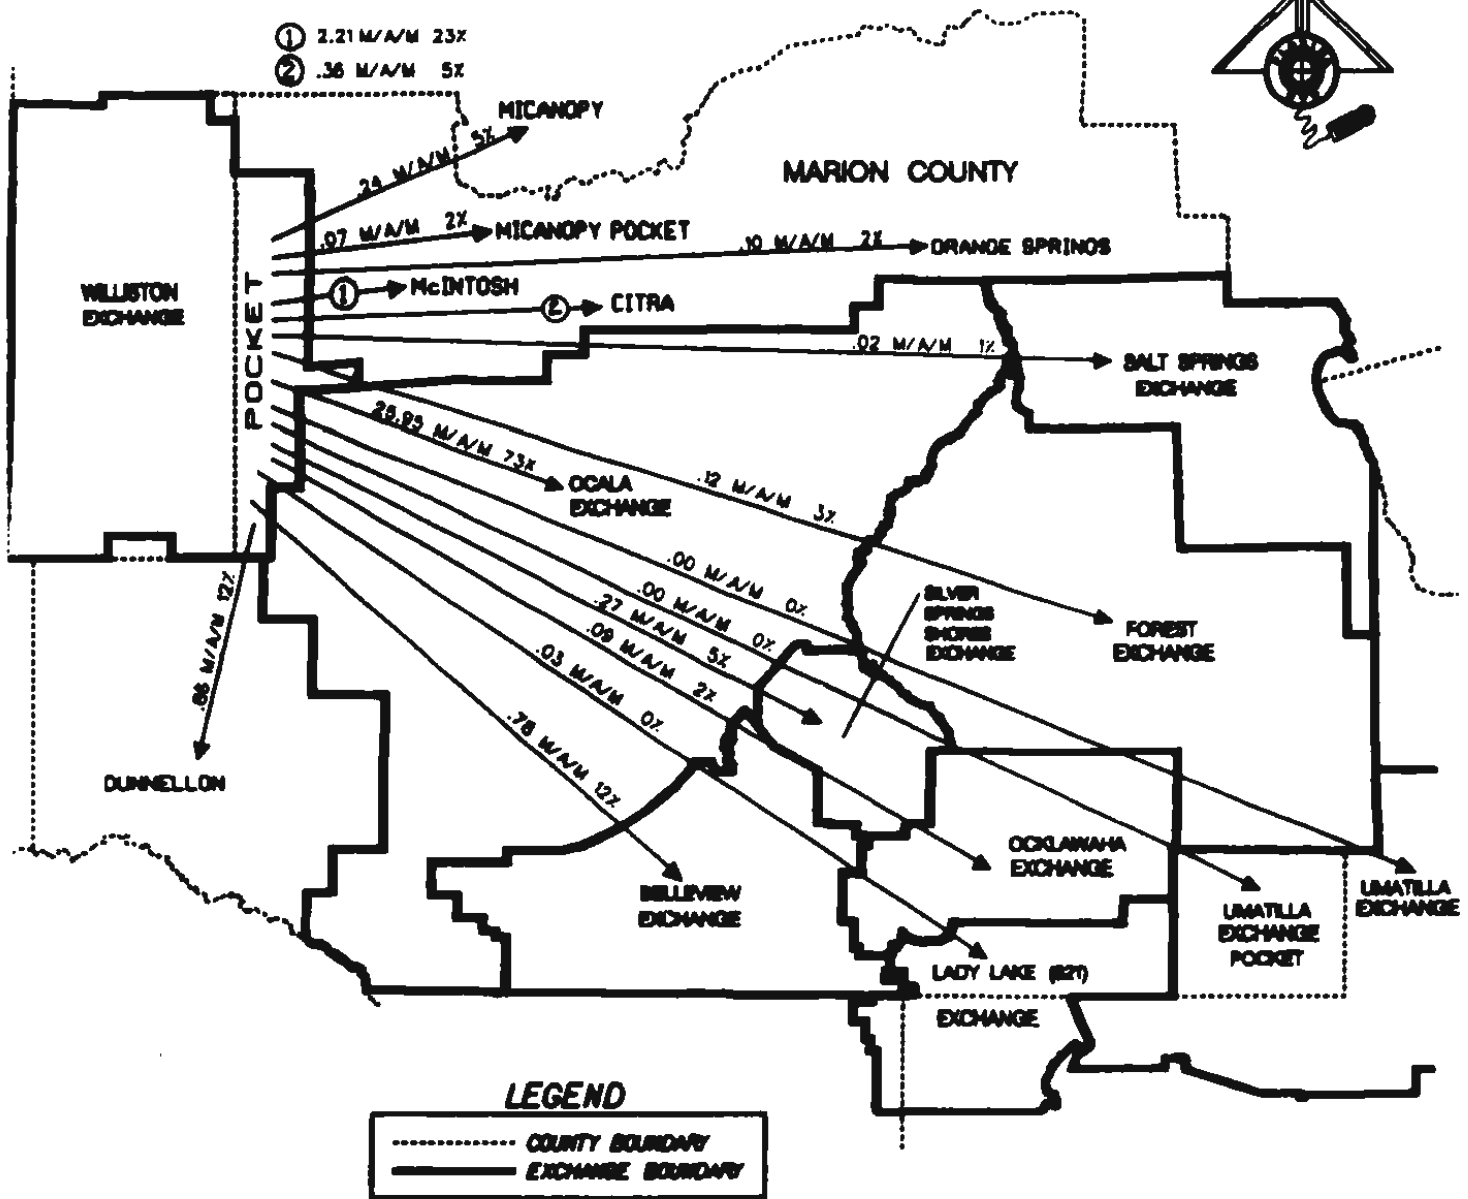 ① 2.21 M/A/M 23%
② .36 M/A/M 5%
MICANOPY
.24 M/A/M 5%
MARION COUNTY
.07 M/A/M 2%
MICANOPY POCKET
.10 M/A/M 2%
ORANGE SPRINGS
WILLISTON
EXCHANGE
POCKET
① McINTOSH
② CITRA
.02 M/A/M 1%
SALT SPRINGS
EXCHANGE
25.95 M/A/M 73%
OCALA
EXCHANGE
.12 M/A/M 3%
FOREST
EXCHANGE
.00 M/A/M 0%
.00 M/A/M 0%
.27 M/A/M 5%
.09 M/A/M 2%
.03 M/A/M 0%
.78 M/A/M 12%
SILVER
SPRINGS
SHORES
EXCHANGE
12%
DUNNELLON
BELLEVIEW
EXCHANGE
OCKLAWAHA
EXCHANGE
UMATILLA
EXCHANGE
UMATILLA
EXCHANGE
POCKET
LADY LAKE (821)
EXCHANGE
LEGEND
COUNTY BOUNDARY
EXCHANGE BOUNDARY